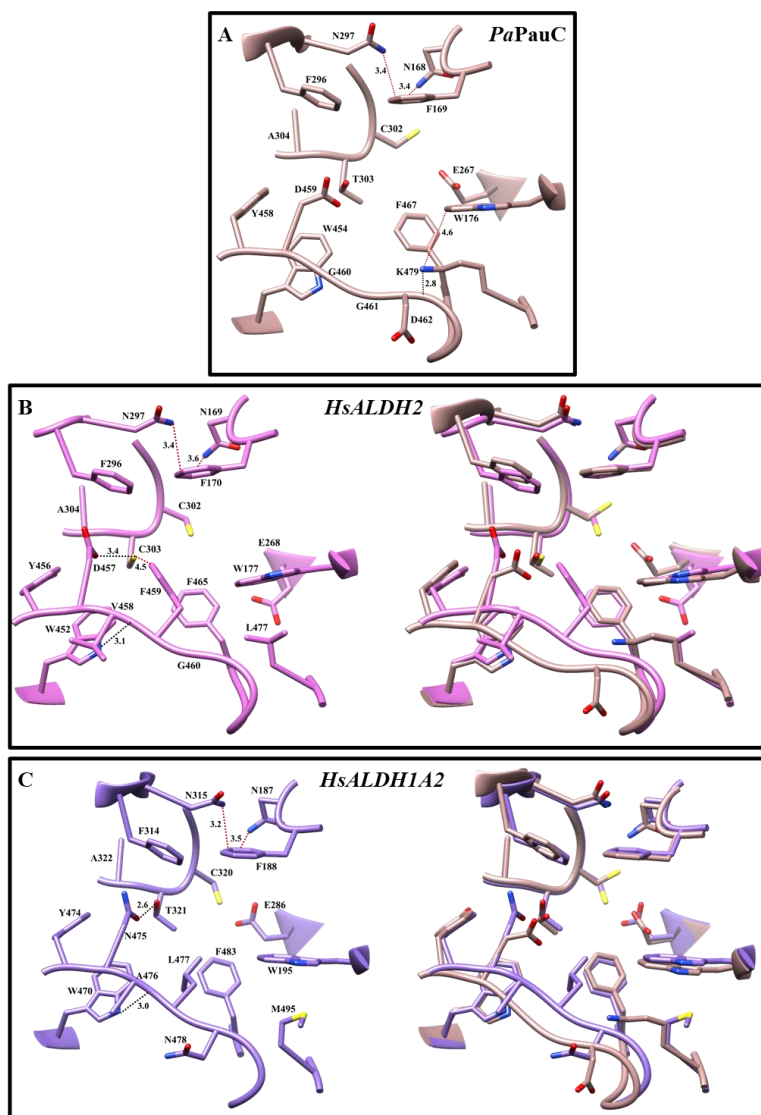 A PaPauC
N297
N168
3.4
3.4
F296
F169
A304
C302
T303
E267
D459
Y458
F467
W176
W454
4.6
G460
K479
2.8
G461
D462
B HsALDH2
N297
N169
3.4
3.6
F296
F170
A304
C302
3.4
C303
E268
D457
4.5
Y456
F459
F465
W177
V458
L477
W452
3.1
G460
C HsALDH1A2
N315
N187
3.2
3.5
F314
F188
A322
C320
2.6
T321
E286
Y474
N475
A476
L477
F483
W195
W470
3.0
M495
N478